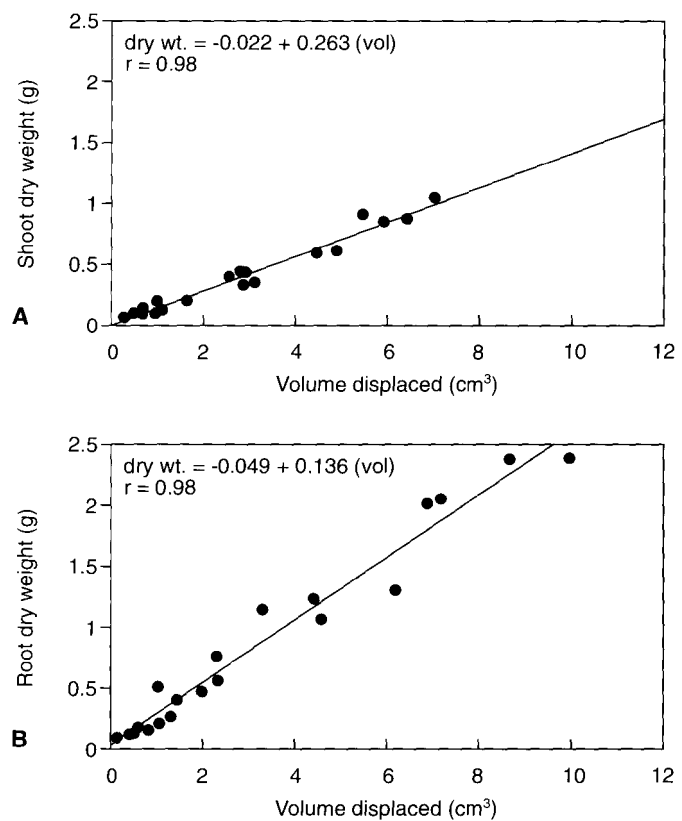 2.5
dry wt. = -0.022 + 0.263 (vol)
r = 0.98
2
1.5
1
0.5
0
Shoot dry weight (g)
A
0 2 4 6 8 10 12
Volume displaced (cm³)
2.5
dry wt. = -0.049 + 0.136 (vol)
r = 0.98
2
1.5
1
0.5
0
Root dry weight (g)
B
0 2 4 6 8 10 12
Volume displaced (cm³)